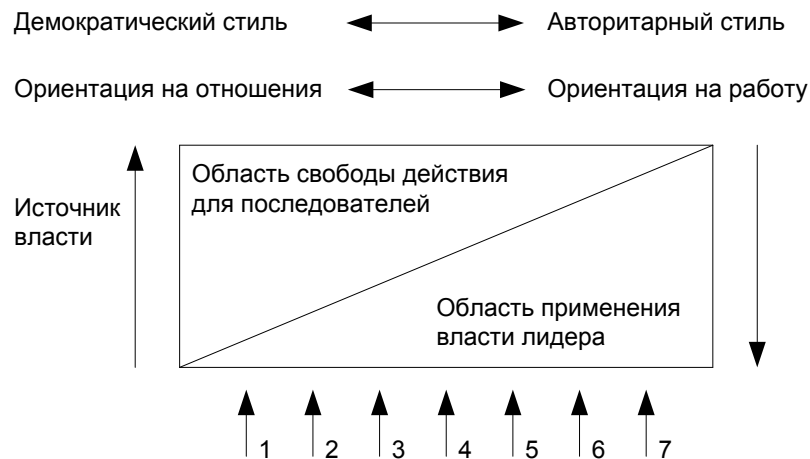 Демократический стиль
Авторитарный стиль
Ориентация на отношения
Ориентация на работу
Источник
власти
Область свободы действия
для последователей
Область применения
власти лидера
1 2 3 4 5 6 7